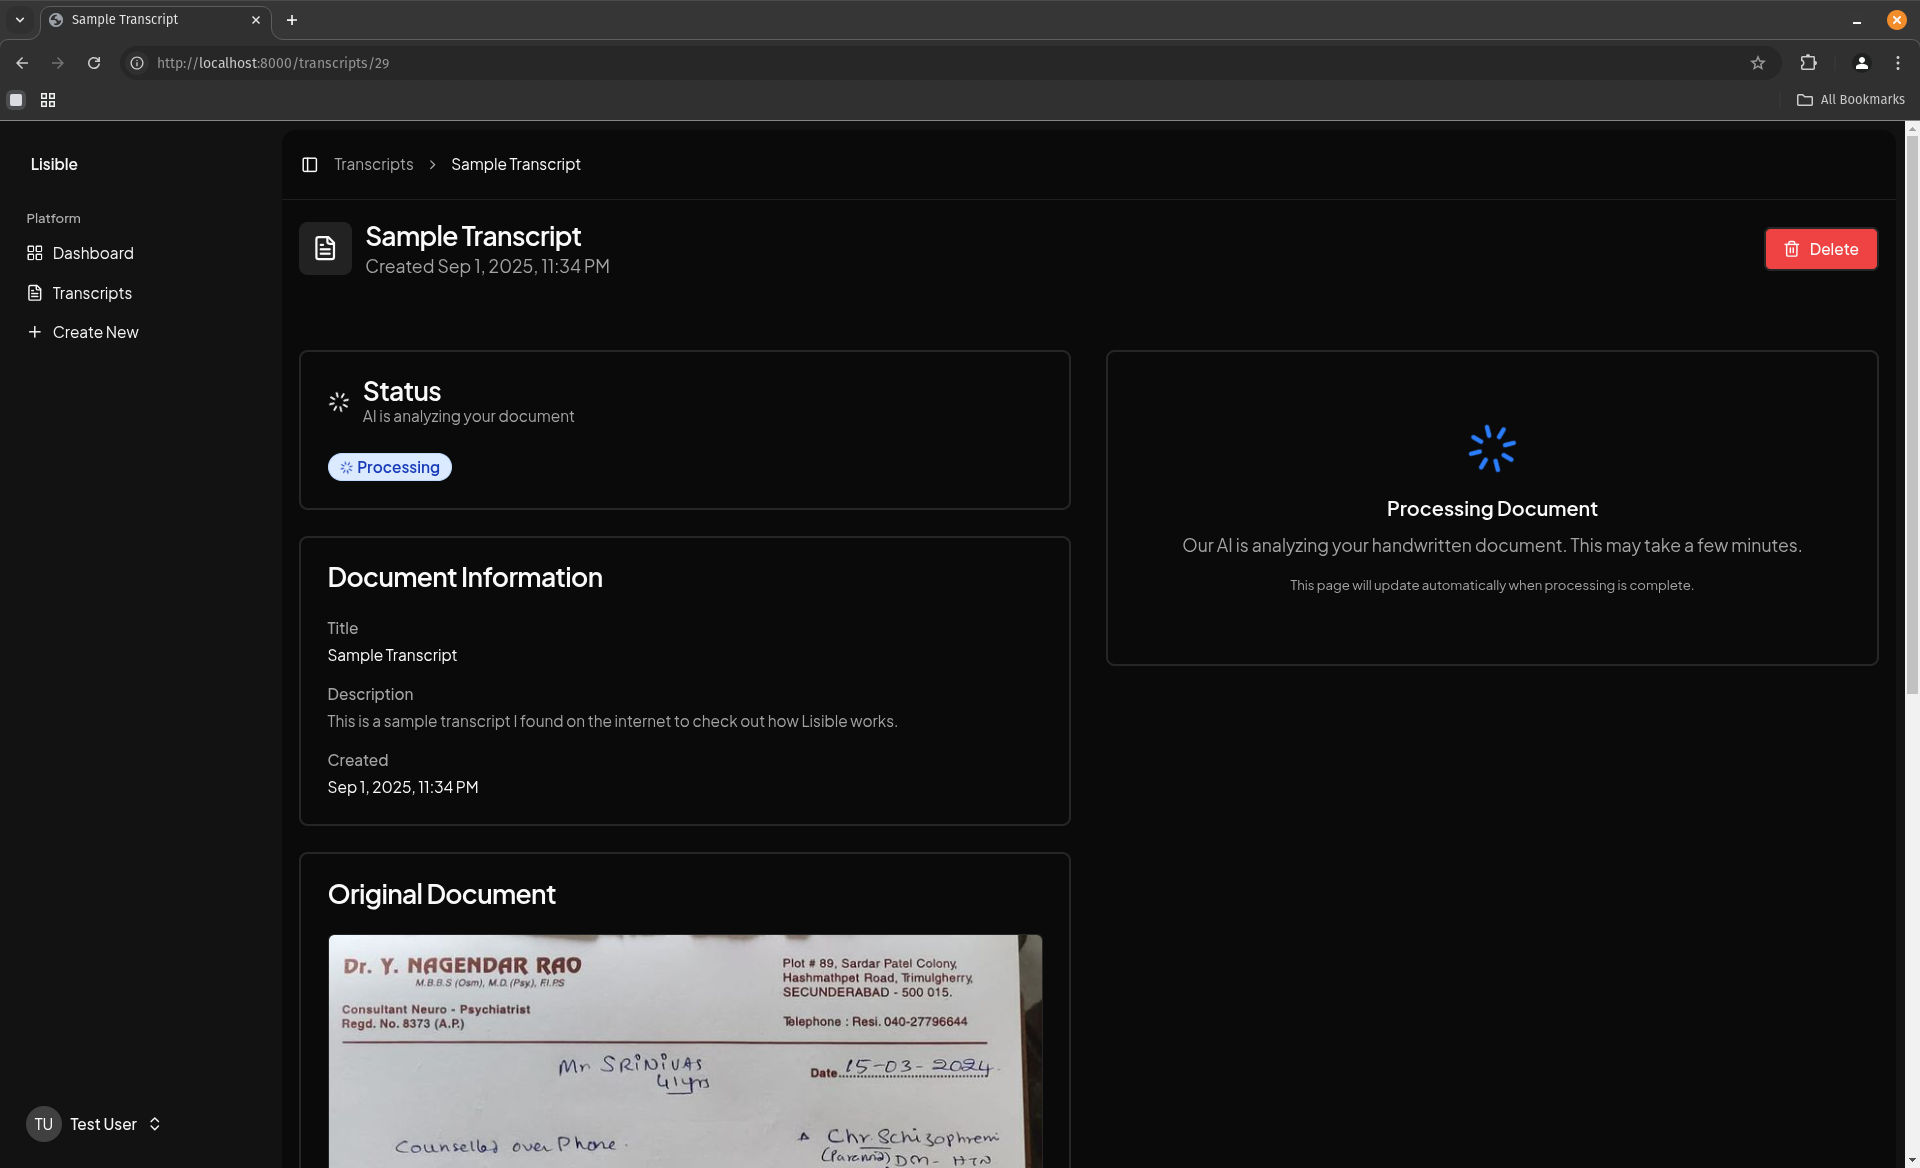 Sample Transcript
http://localhost:8000/transcripts/29
All Bookmarks
Lisible
Platform
Dashboard
Transcripts
Create New
TU Test User
Transcripts > Sample Transcript
Sample Transcript
Created Sep 1, 2025, 11:34 PM
Delete
Status
AI is analyzing your document
Processing
Document Information
Title
Sample Transcript
Description
This is a sample transcript I found on the internet to check out how Lisible works.
Created
Sep 1, 2025, 11:34 PM
Original Document
Dr. Y. NAGENDAR RAO
M.B.B.S (Osm), M.D. (Psy.), F.I.P.S
Consultant Neuro - Psychiatrist
Regd. No. 8373 (A.P.)
Plot # 89, Sardar Patel Colony,
Hashmathpet Road, Trimulgherry,
SECUNDERABAD - 500 015.
Telephone : Resi. 040-27796644
Mr SRINIVAS
41yrs
Date 15-03-2024
Counselled over Phone.
Chr. Schizophreni
(Paranoid) DM - HTN
Processing Document
Our AI is analyzing your handwritten document. This may take a few minutes.
This page will update automatically when processing is complete.